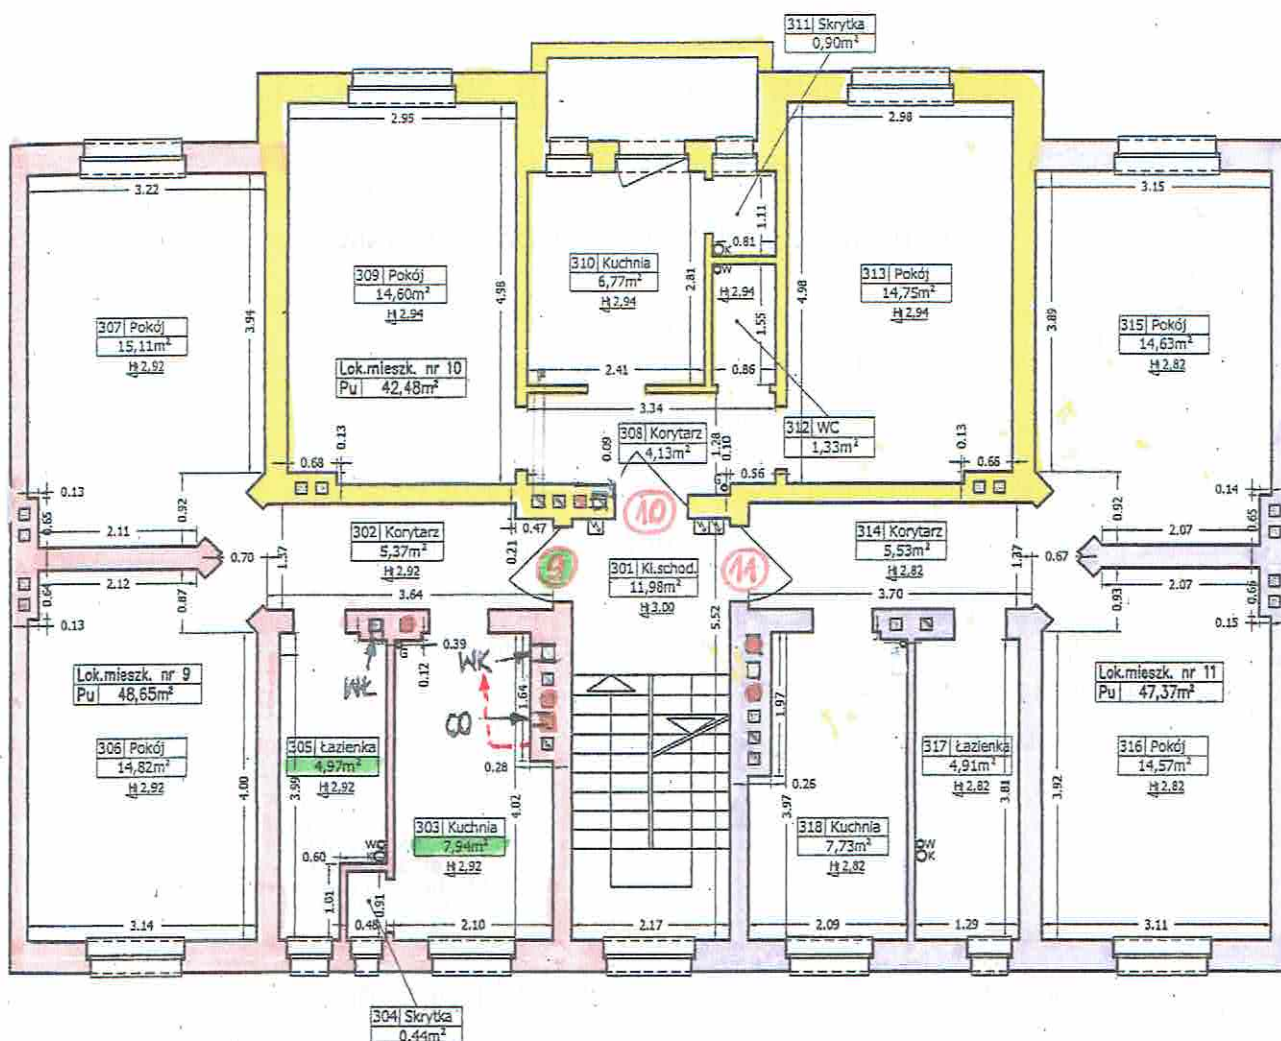 311 Skrytka
0,90m²
2.95
2.98
3.22
3.15
1.11
0.81
K
W
309 Pokój
14,60m²
H:2.94
310 Kuchnia
6,77m²
H:2.94
2.81
H:2.94
1.55
313 Pokój
14,75m²
H:2.94
4.98
4.98
307 Pokój
15,11m²
H:2,92
3.94
3.89
315 Pokój
14,63m²
H:2.82
Lok.mieszk. nr 10
Pu 42,48m²
2.41
0.86
3.34
308 Korytarz
4,13m²
312 WC
1,33m²
0.13
0.68
0.09
1.28
0.10
0.56
G
0.13
0.66
0.13
0.65
0.92
2.11
0.47
0.21
10
302 Korytarz
5,37m²
H:2.92
0.70
1.57
9
301 Kl.schod.
11,98m²
H:3.00
11
314 Korytarz
5,53m²
H:2.82
1.37
0.67
0.92
2.07
0.14
0.65
2.12
0.64
0.87
0.13
3.64
5.52
3.70
2.07
0.93
0.66
0.15
G
0.39
0.12
WK
WK
1.64
CO
0.28
1.97
0.26
Lok.mieszk. nr 9
Pu 48,65m²
Lok.mieszk. nr 11
Pu 47,37m²
306 Pokój
14,82m²
H:2.92
4.00
305 Łazienka
4,97m²
H:2.92
3.99
4.02
317 Łazienka
4,91m²
H:2.82
3.81
316 Pokój
14,57m²
H:2.82
3.92
303 Kuchnia
7,94m²
H:2.92
3.97
318 Kuchnia
7,73m²
H:2.82
W
K
0.60
W
K
1.01
0.91
0.48
3.14
2.10
2.17
2.09
1.29
3.11
304 Skrytka
0,44m²